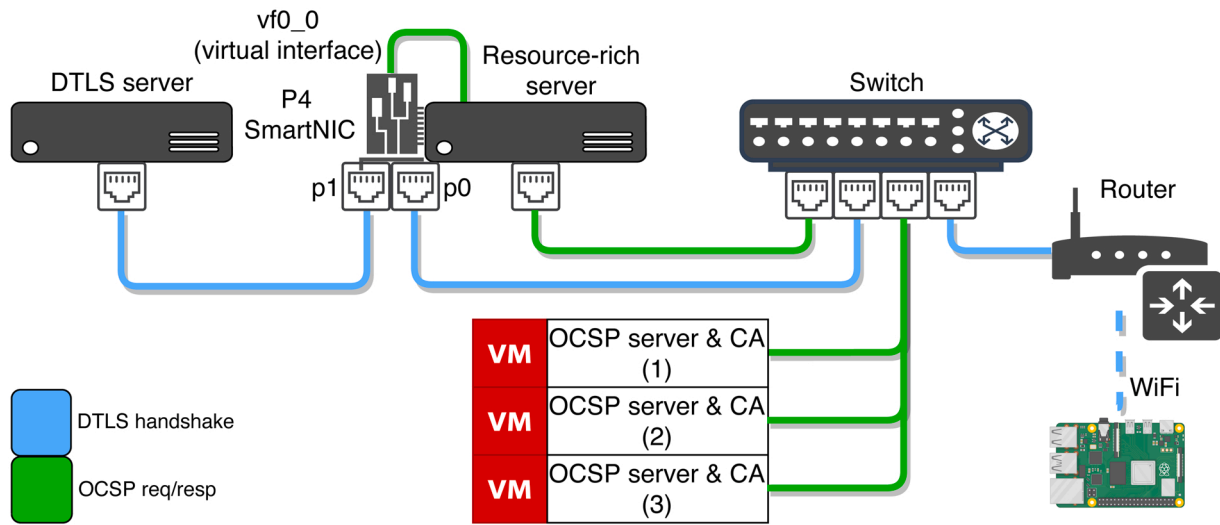 vf0_0
(virtual interface)
DTLS server
P4
SmartNIC
Resource-rich
server
Switch
p1
p0
Router
VM
OCSP server & CA
(1)
VM
OCSP server & CA
(2)
VM
OCSP server & CA
(3)
WiFi
DTLS handshake
OCSP req/resp